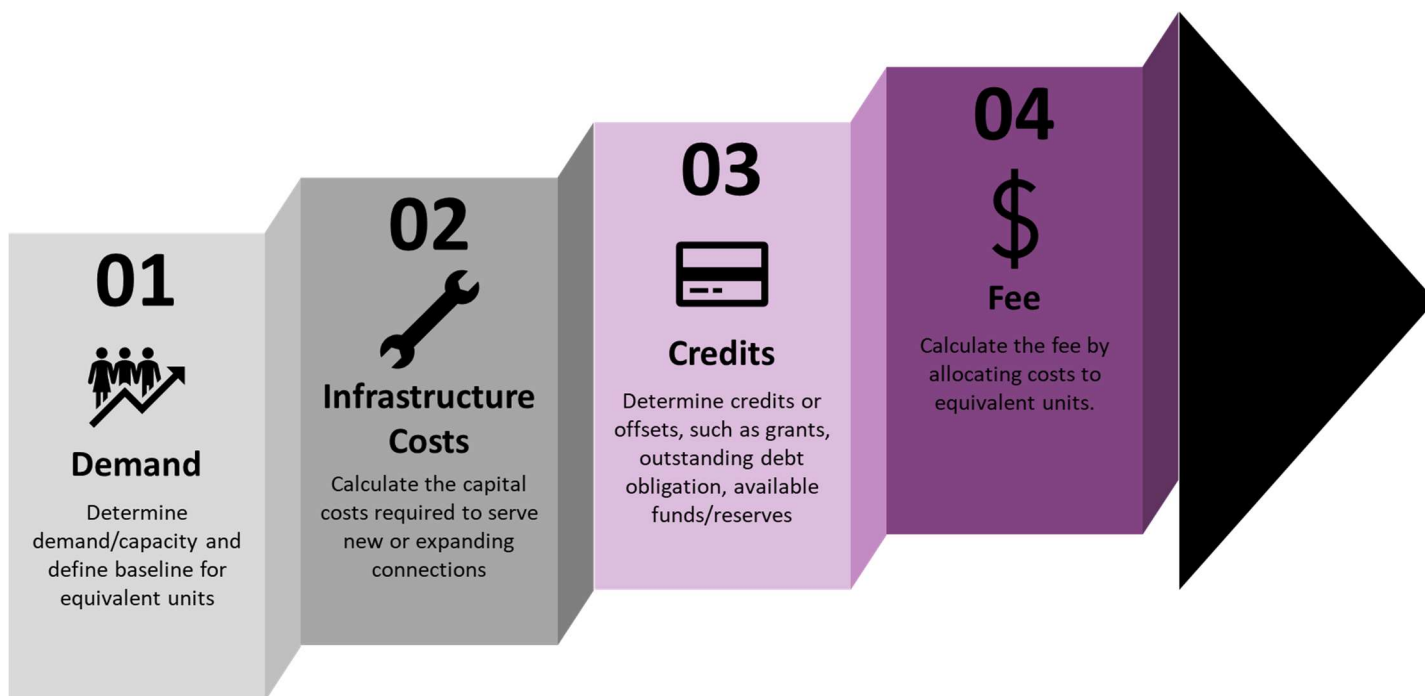 01
Demand
Determine
demand/capacity and
define baseline for
equivalent units
02
Infrastructure
Costs
Calculate the capital
costs required to serve
new or expanding
connections
03
Credits
Determine credits or
offsets, such as grants,
outstanding debt
obligation, available
funds/reserves
04
$
Fee
Calculate the fee by
allocating costs to
equivalent units.